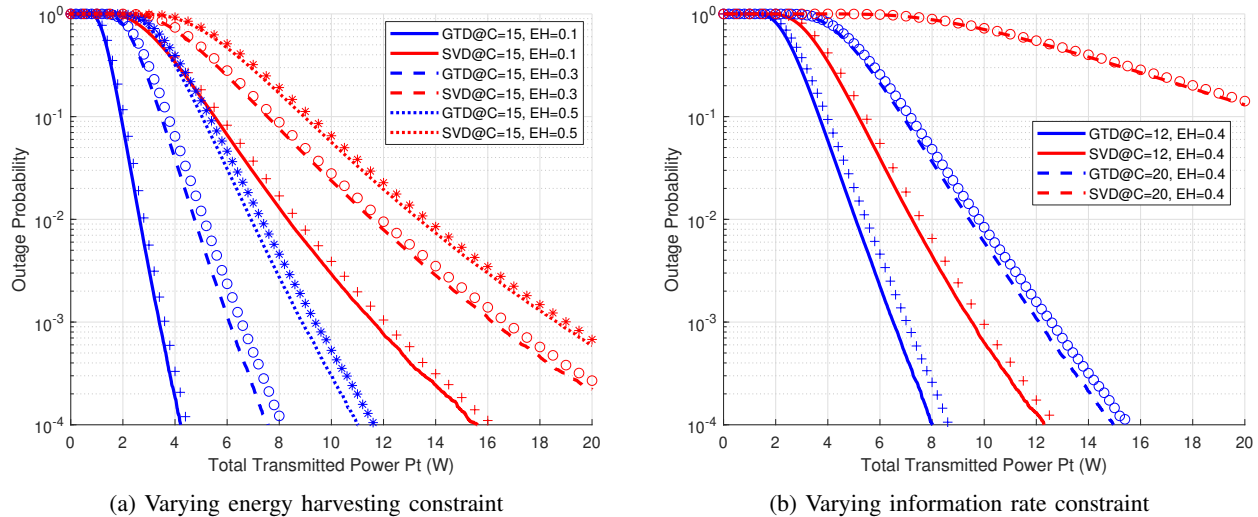 10^0
10^-1
10^-2
10^-3
10^-4
Outage Probability
0 2 4 6 8 10 12 14 16 18 20
Total Transmitted Power Pt (W)
GTD@C=15, EH=0.1
SVD@C=15, EH=0.1
GTD@C=15, EH=0.3
SVD@C=15, EH=0.3
GTD@C=15, EH=0.5
SVD@C=15, EH=0.5
(a) Varying energy harvesting constraint
10^0
10^-1
10^-2
10^-3
10^-4
Outage Probability
0 2 4 6 8 10 12 14 16 18 20
Total Transmitted Power Pt (W)
GTD@C=12, EH=0.4
SVD@C=12, EH=0.4
GTD@C=20, EH=0.4
SVD@C=20, EH=0.4
(b) Varying information rate constraint